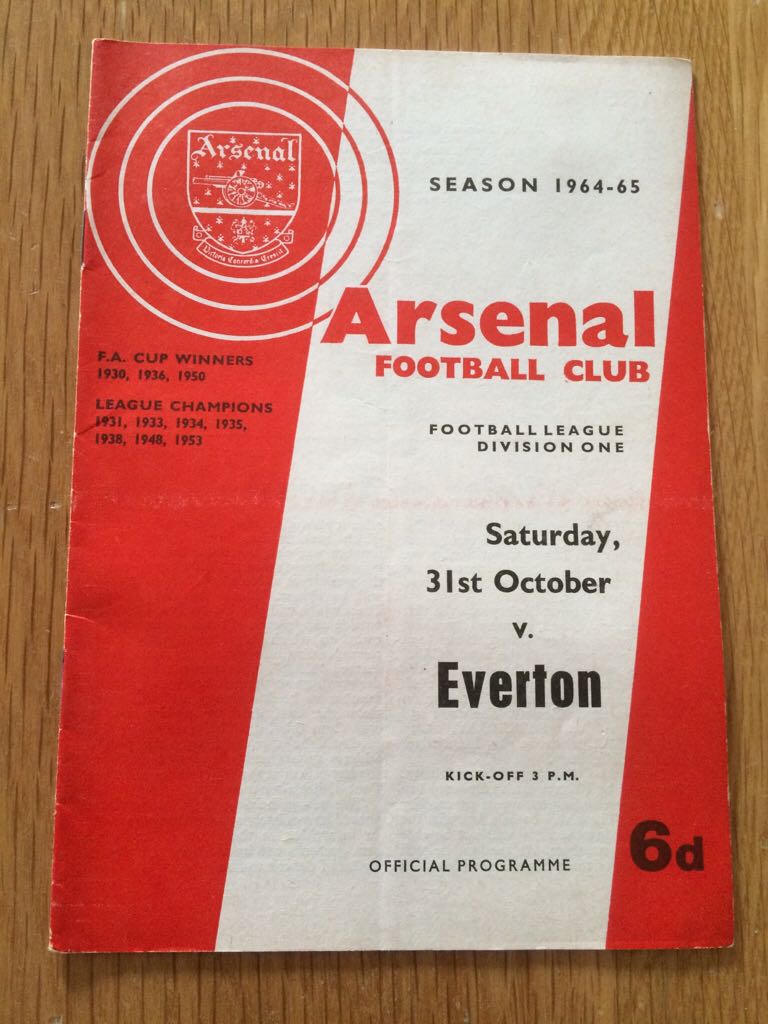 Arsenal
Victoria Concordia Crescit
SEASON 1964-65
Arsenal
FOOTBALL CLUB
F.A. CUP WINNERS
1930, 1936, 1950
LEAGUE CHAMPIONS
1931, 1933, 1934, 1935,
1938, 1948, 1953
FOOTBALL LEAGUE
DIVISION ONE
Saturday,
31st October
v.
Everton
KICK-OFF 3 P.M.
OFFICIAL PROGRAMME
6d